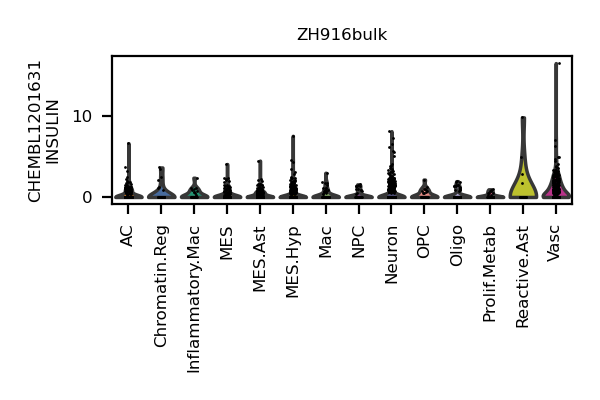 ZH916bulk
CHEMBL1201631
INSULIN
10
0
AC
Chromatin.Reg
Inflammatory.Mac
MES
MES.Ast
MES.Hyp
Mac
NPC
Neuron
OPC
Oligo
Prolif.Metab
Reactive.Ast
Vasc